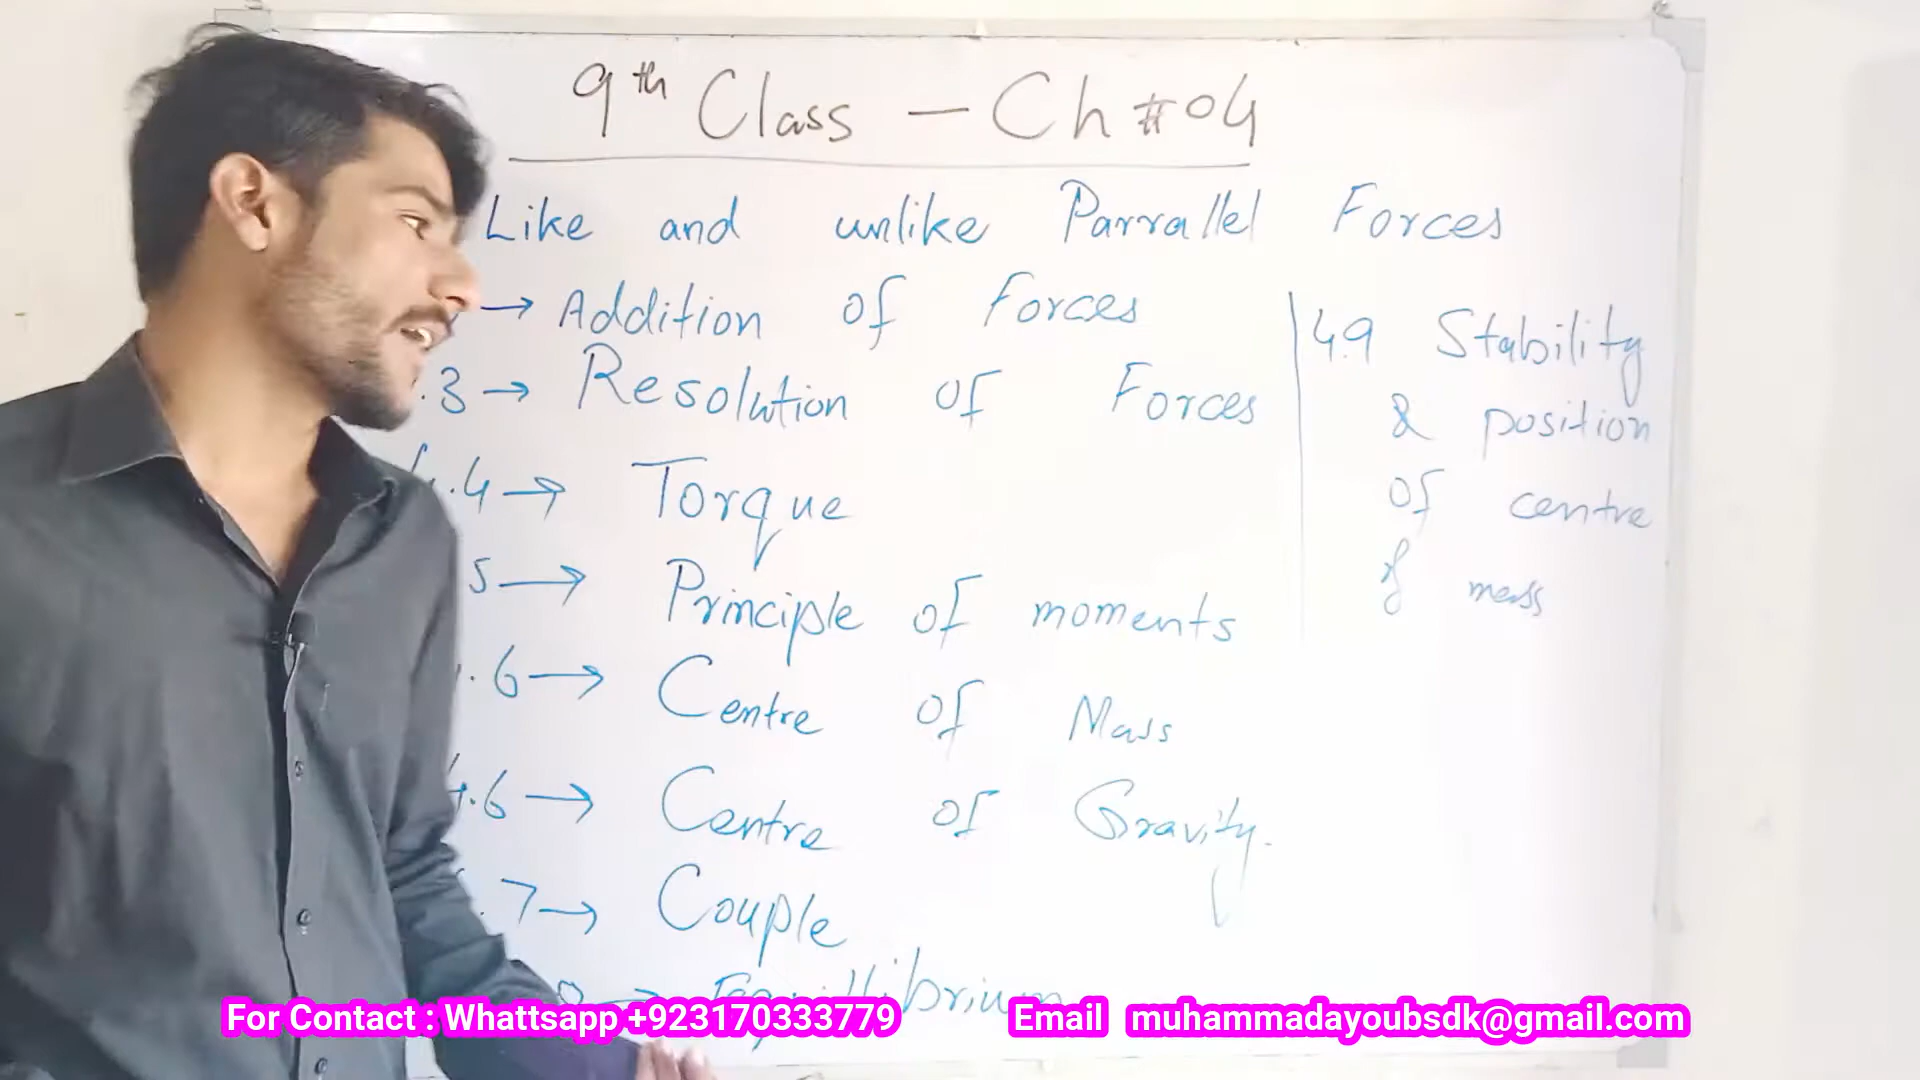 9th Class - Ch # 04
Like and unlike Parrallel Forces
→ Addition of Forces
.3 → Resolution of Forces
4.4 → Torque
5 → Principle of moments
.6 → Centre of Mass
4.6 → Centre of Gravity.
.7 → Couple
→
4.9 Stability
& position
of centre
of mass
For Contact : Whattsapp +923170333779 Email muhammadayoubsdk@gmail.com